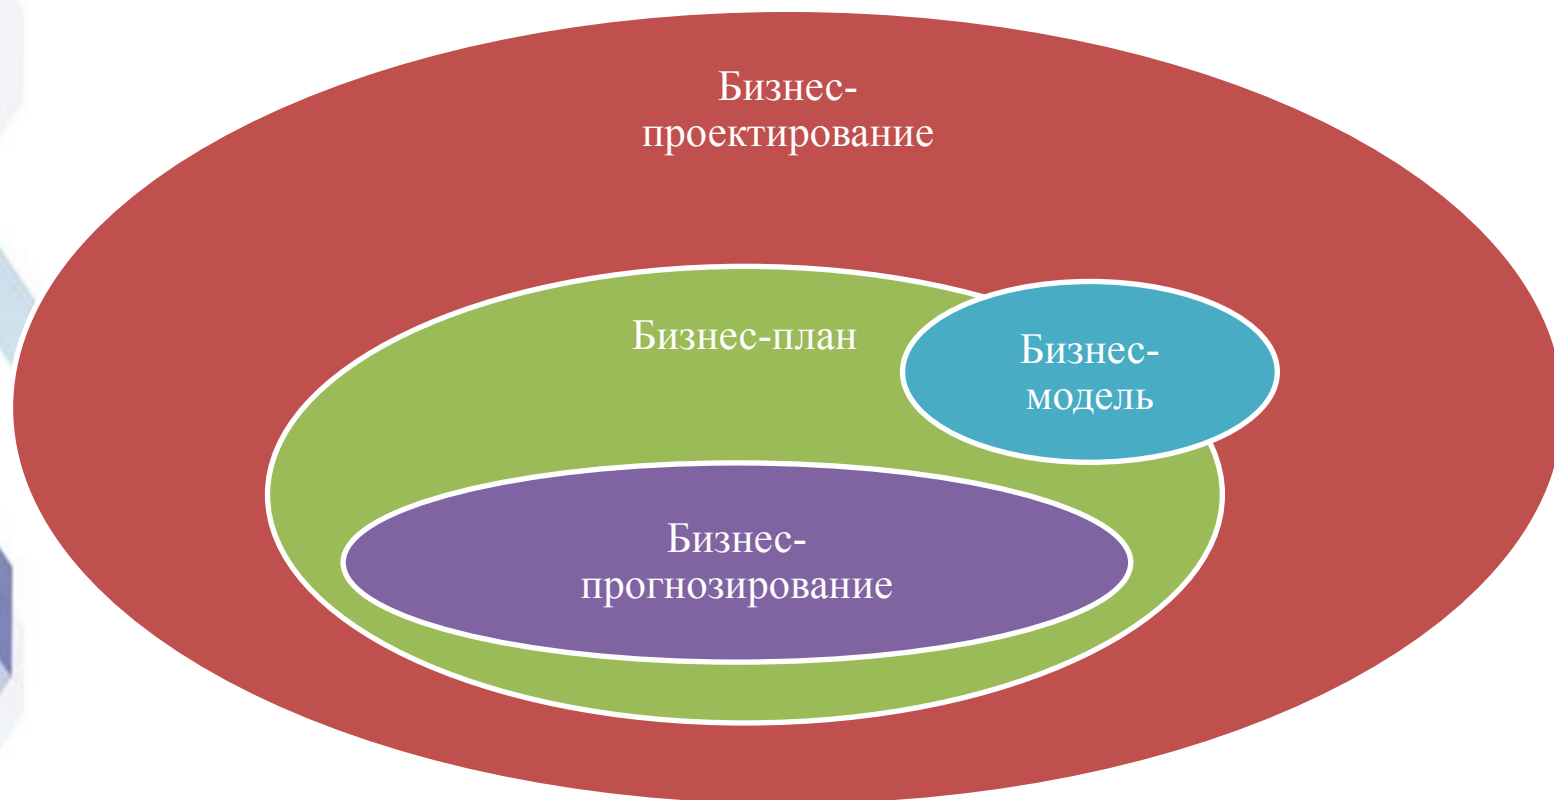 Бизнес-
проектирование
Бизнес-план
Бизнес-
модель
Бизнес-
прогнозирование